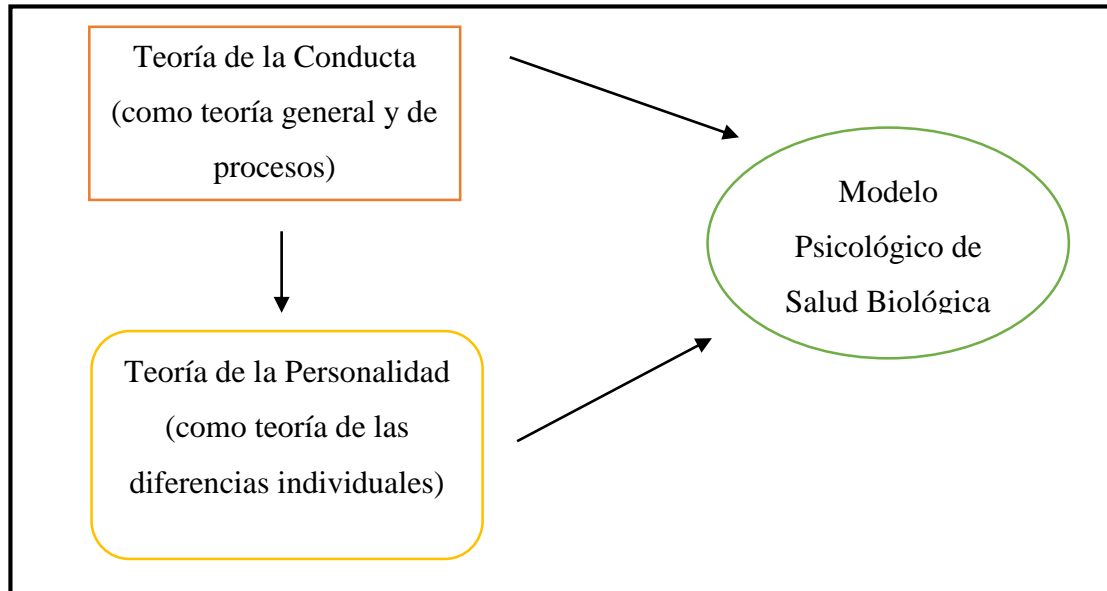 Teoría de la Conducta
(como teoría general y de
procesos)
Modelo
Psicológico de
Salud Biológica
Teoría de la Personalidad
(como teoría de las
diferencias individuales)